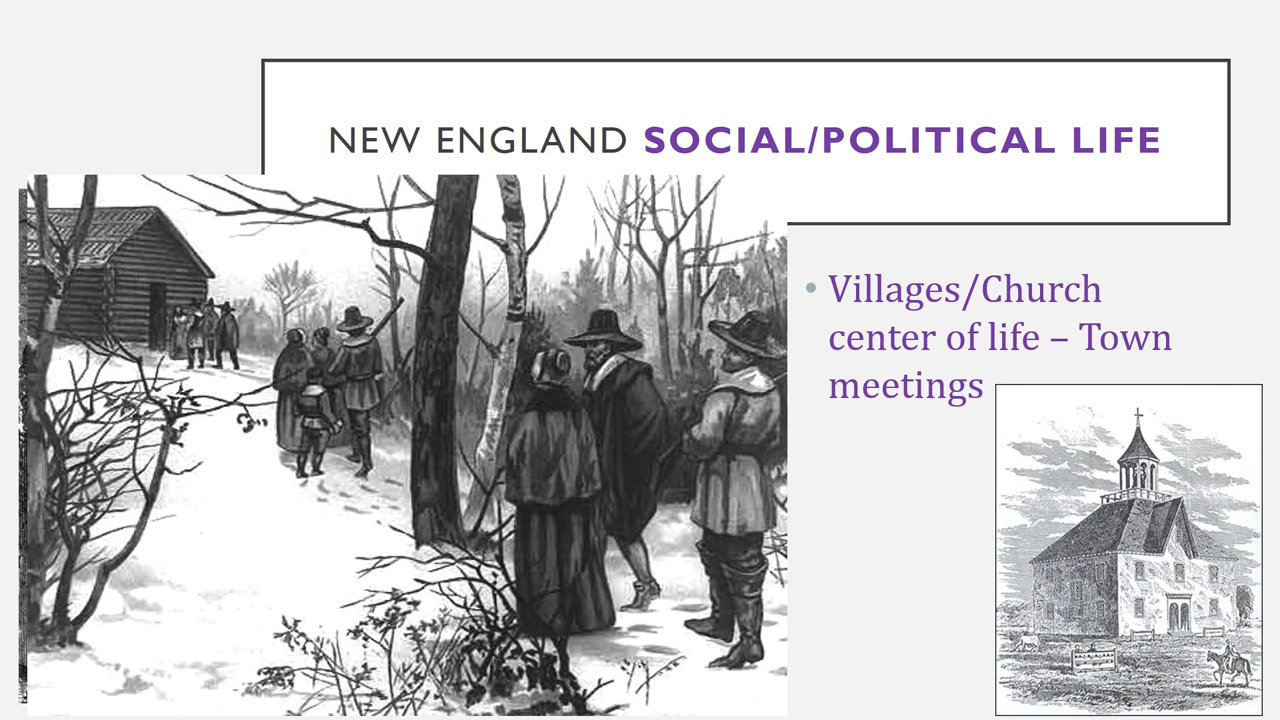 NEW ENGLAND SOCIAL/POLITICAL LIFE
• Villages/Church
center of life – Town
meetings